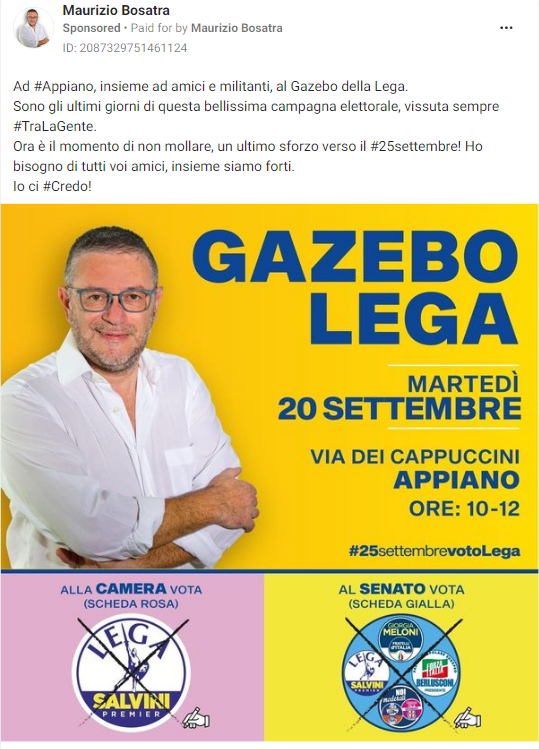 Maurizio Bosatra
Sponsored • Paid for by Maurizio Bosatra
ID: 2087329751461124
Ad #Appiano, insieme ad amici e militanti, al Gazebo della Lega.
Sono gli ultimi giorni di questa bellissima campagna elettorale, vissuta sempre
#TraLaGente.
Ora è il momento di non mollare, un ultimo sforzo verso il #25settembre! Ho
bisogno di tutti voi amici, insieme siamo forti.
Io ci #Credo!
GAZEBO
LEGA
MARTEDÌ
20 SETTEMBRE
VIA DEI CAPPUCCINI
APPIANO
ORE: 10-12
#25settembrevotoLega
ALLA CAMERA VOTA
(SCHEDA ROSA)
LEGA
SALVINI
PREMIER
AL SENATO VOTA
(SCHEDA GIALLA)
GIORGIA
MELONI
FRATELLI
d'ITALIA
LEGA
SALVINI
PREMIER
FORZA
ITALIA
BERLUSCONI
PRESIDENTE
NOI
moderati